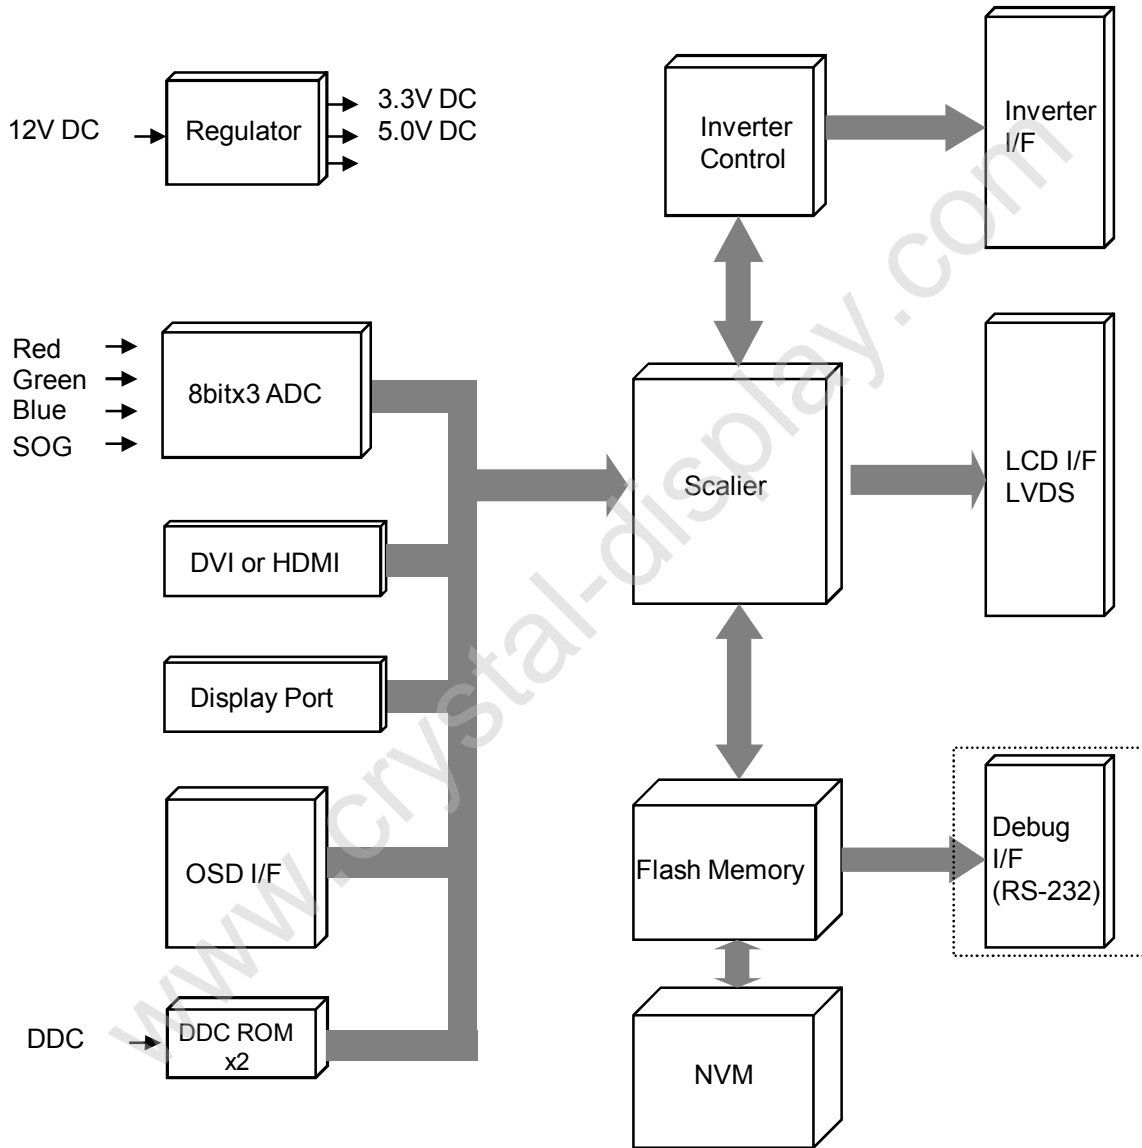 12V DC
Regulator
3.3V DC
5.0V DC
Inverter
Control
Inverter
I/F
Red
Green
Blue
SOG
8bitx3 ADC
DVI or HDMI
Display Port
OSD I/F
DDC
DDC ROM
x2
Scalier
LCD I/F
LVDS
Flash Memory
Debug
I/F
(RS-232)
NVM
www.crystal-display.com